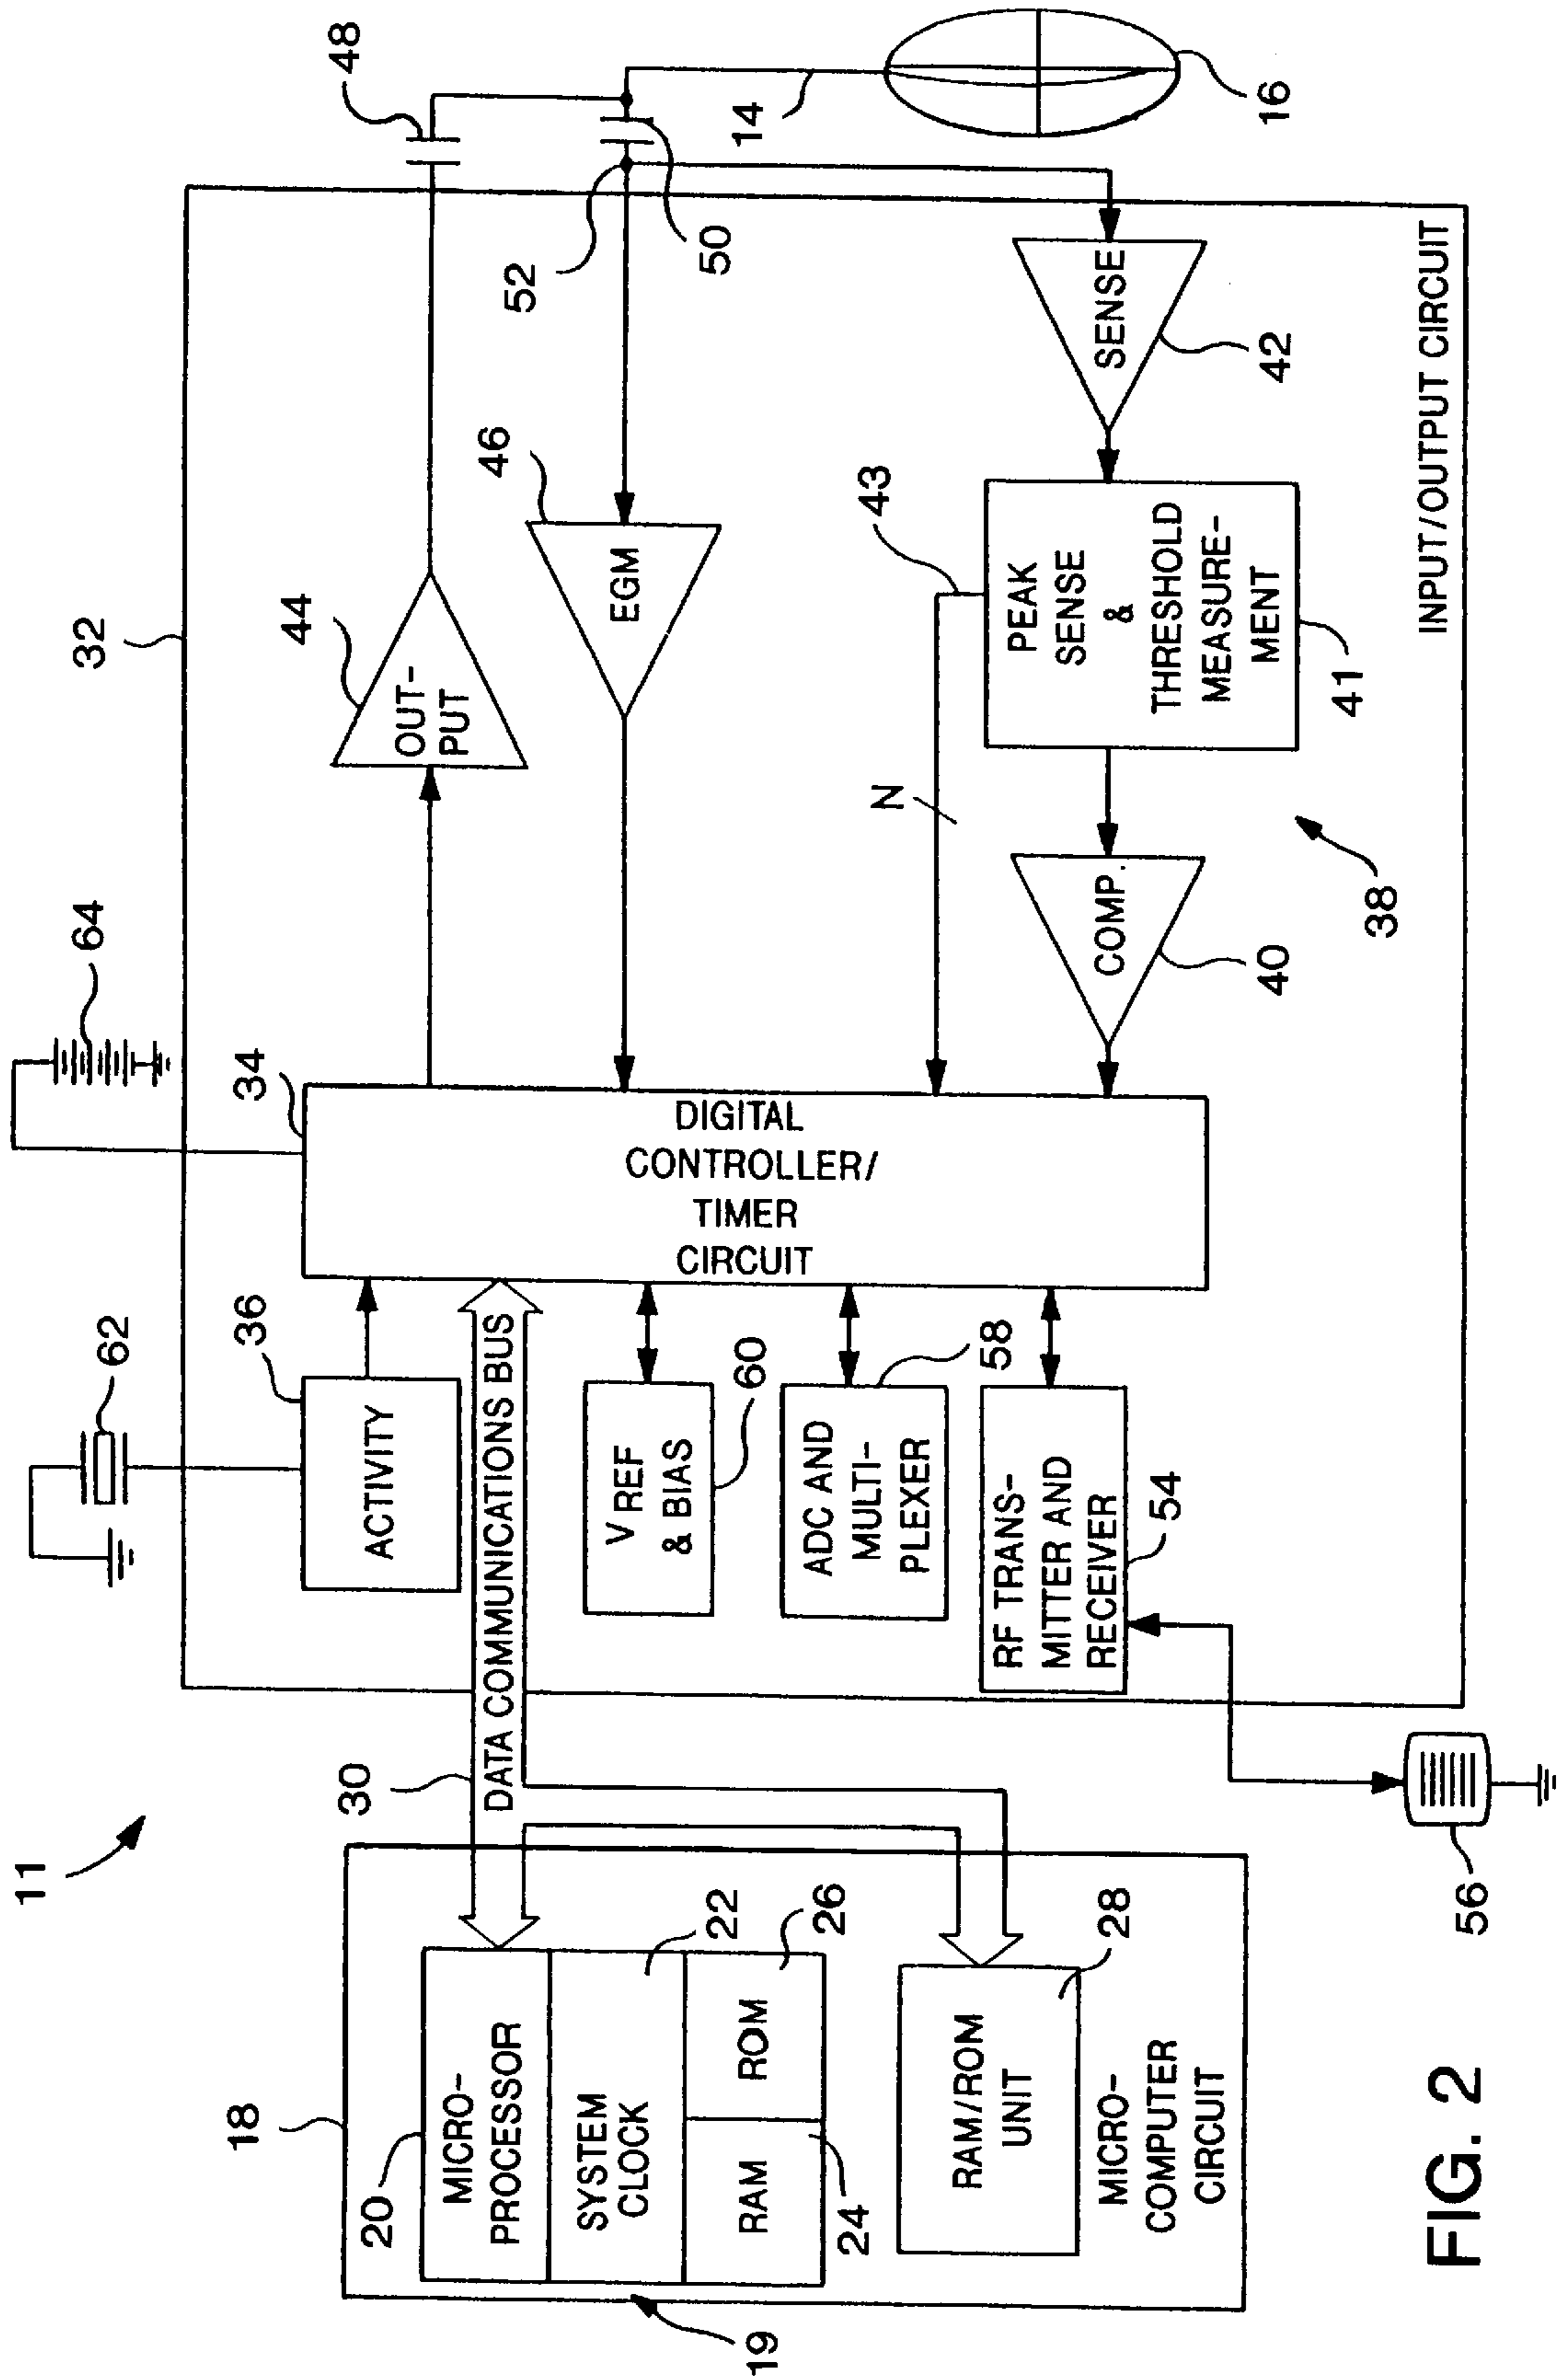 11
62
64
32
36
34
44
48
ACTIVITY
OUT-
PUT
30
DATA COMMUNICATIONS BUS
46
EGM
52
50
14
16
18
20
MICRO-
PROCESSOR
SYSTEM
CLOCK
22
RAM
ROM
24
26
19
RAM/ROM
UNIT
28
MICRO-
COMPUTER
CIRCUIT
V REF
& BIAS
60
ADC AND
MULTI-
PLEXER
58
RF TRANS-
MITTER AND
RECEIVER
54
56
DIGITAL
CONTROLLER/
TIMER
CIRCUIT
N
43
COMP.
40
PEAK
SENSE
&
THRESHOLD
MEASURE-
MENT
41
SENSE
42
38
INPUT/OUTPUT CIRCUIT
FIG. 2